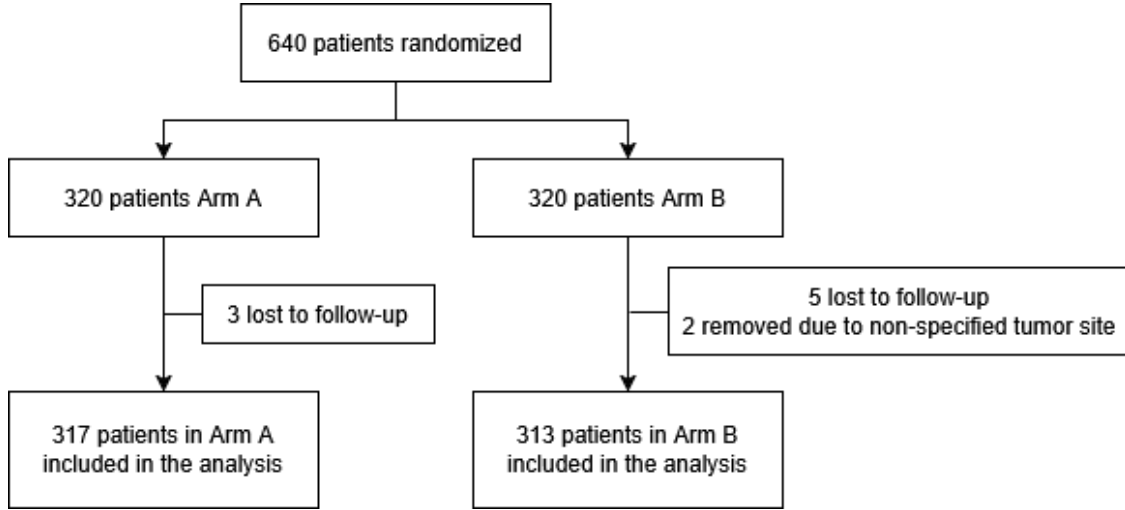 640 patients randomized
320 patients Arm A
320 patients Arm B
3 lost to follow-up
5 lost to follow-up
2 removed due to non-specified tumor site
317 patients in Arm A
included in the analysis
313 patients in Arm B
included in the analysis